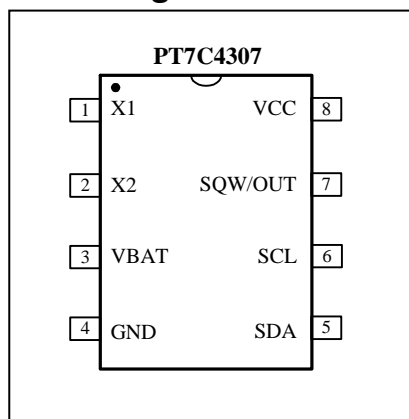 PT7C4307
1 X1 VCC 8
2 X2 SQW/OUT 7
3 VBAT SCL 6
4 GND SDA 5